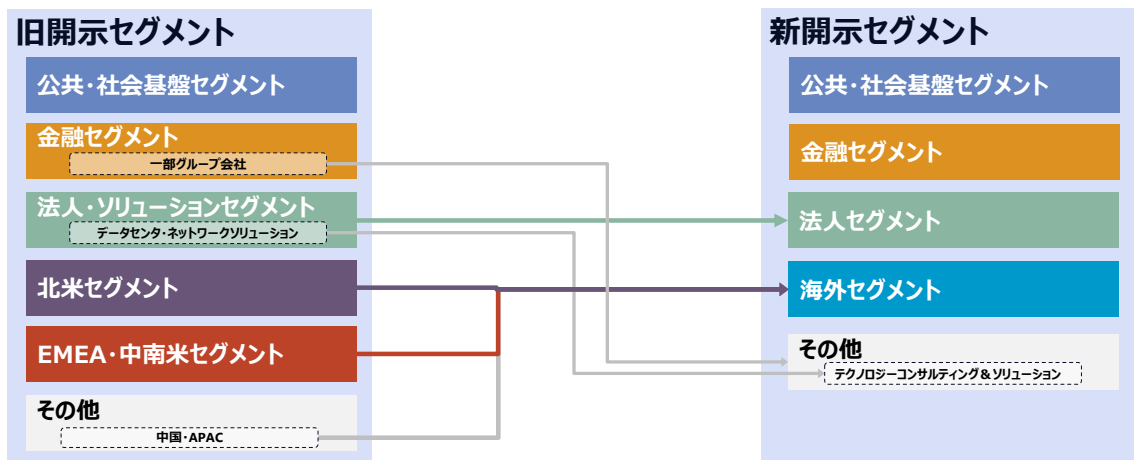 旧開示セグメント
公共・社会基盤セグメント
金融セグメント
一部グループ会社
法人・ソリューションセグメント
データセンタ・ネットワークソリューション
北米セグメント
EMEA・中南米セグメント
その他
中国・APAC
新開示セグメント
公共・社会基盤セグメント
金融セグメント
法人セグメント
海外セグメント
その他
テクノロジーコンサルティング＆ソリューション